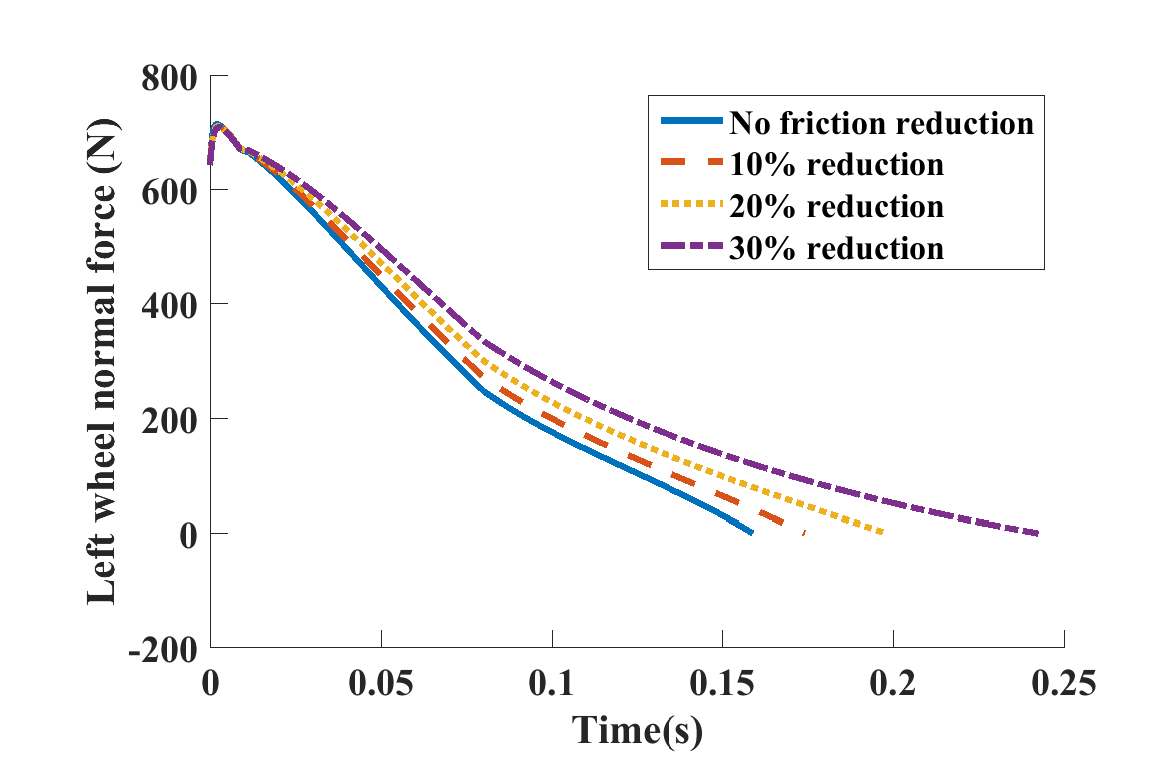 800
600
400
200
0
-200
Left wheel normal force (N)
No friction reduction
10% reduction
20% reduction
30% reduction
0 0.05 0.1 0.15 0.2 0.25
Time(s)